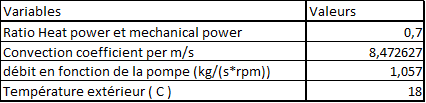 Variables Valeurs
Ratio Heat power et mechanical power 0,7
Convection coefficient per m/s 8,472627
débit en fonction de la pompe (kg/(s*rpm)) 1,057
Température extérieur ( C ) 18